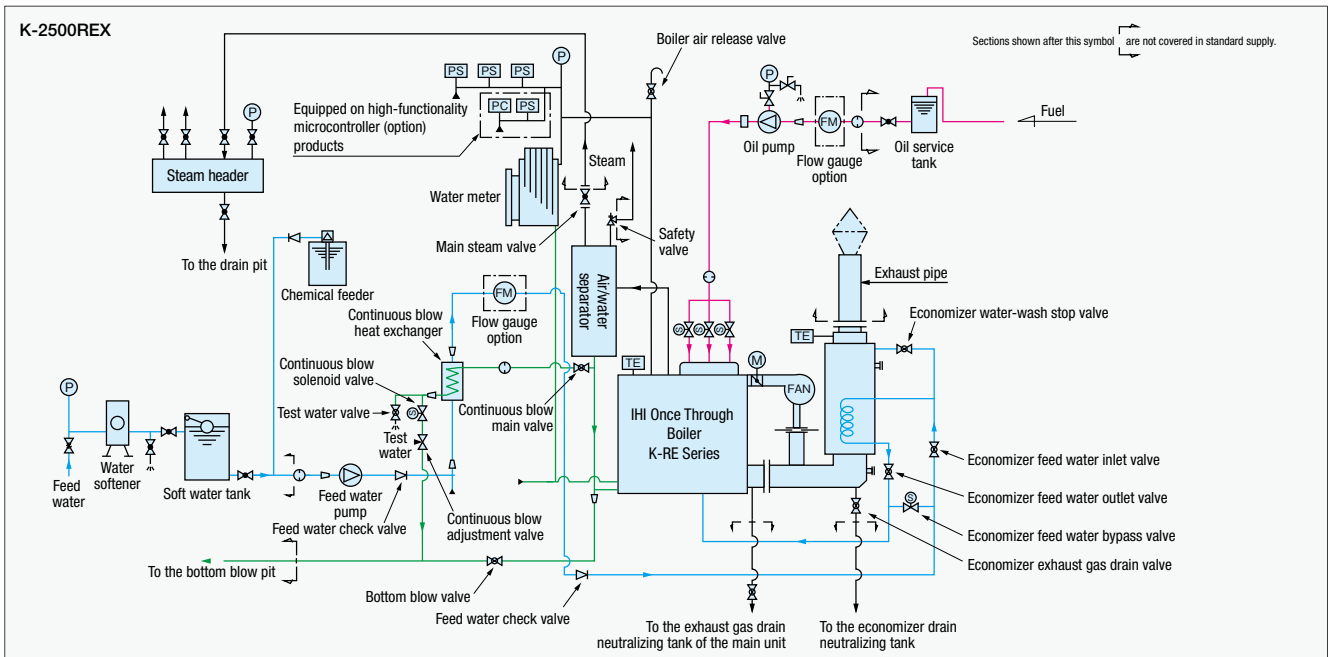 K-2500REX
Boiler air release valve
Sections shown after this symbol
are not covered in standard supply.
PS
PS
PS
P
PC
PS
Equipped on high-functionality
microcontroller (option)
products
P
P
Oil pump
FM
Flow gauge
option
Oil service
tank
Fuel
Steam header
To the drain pit
Water meter
Steam
Main steam valve
Safety
valve
Air/water
separator
Chemical feeder
Continuous blow
heat exchanger
FM
Flow gauge
option
Exhaust pipe
TE
Economizer water-wash stop valve
S
S
S
TE
M
FAN
IHI Once Through
Boiler
K-RE Series
Continuous blow
solenoid valve
S
Test water valve
Continuous blow
main valve
P
Feed
water
Water
softener
Soft water tank
Test
water
Feed water
pump
Feed water check valve
Continuous blow
adjustment valve
Economizer feed water inlet valve
Economizer feed water outlet valve
S
Economizer feed water bypass valve
Economizer exhaust gas drain valve
To the bottom blow pit
Bottom blow valve
Feed water check valve
To the exhaust gas drain
neutralizing tank of the main unit
To the economizer drain
neutralizing tank